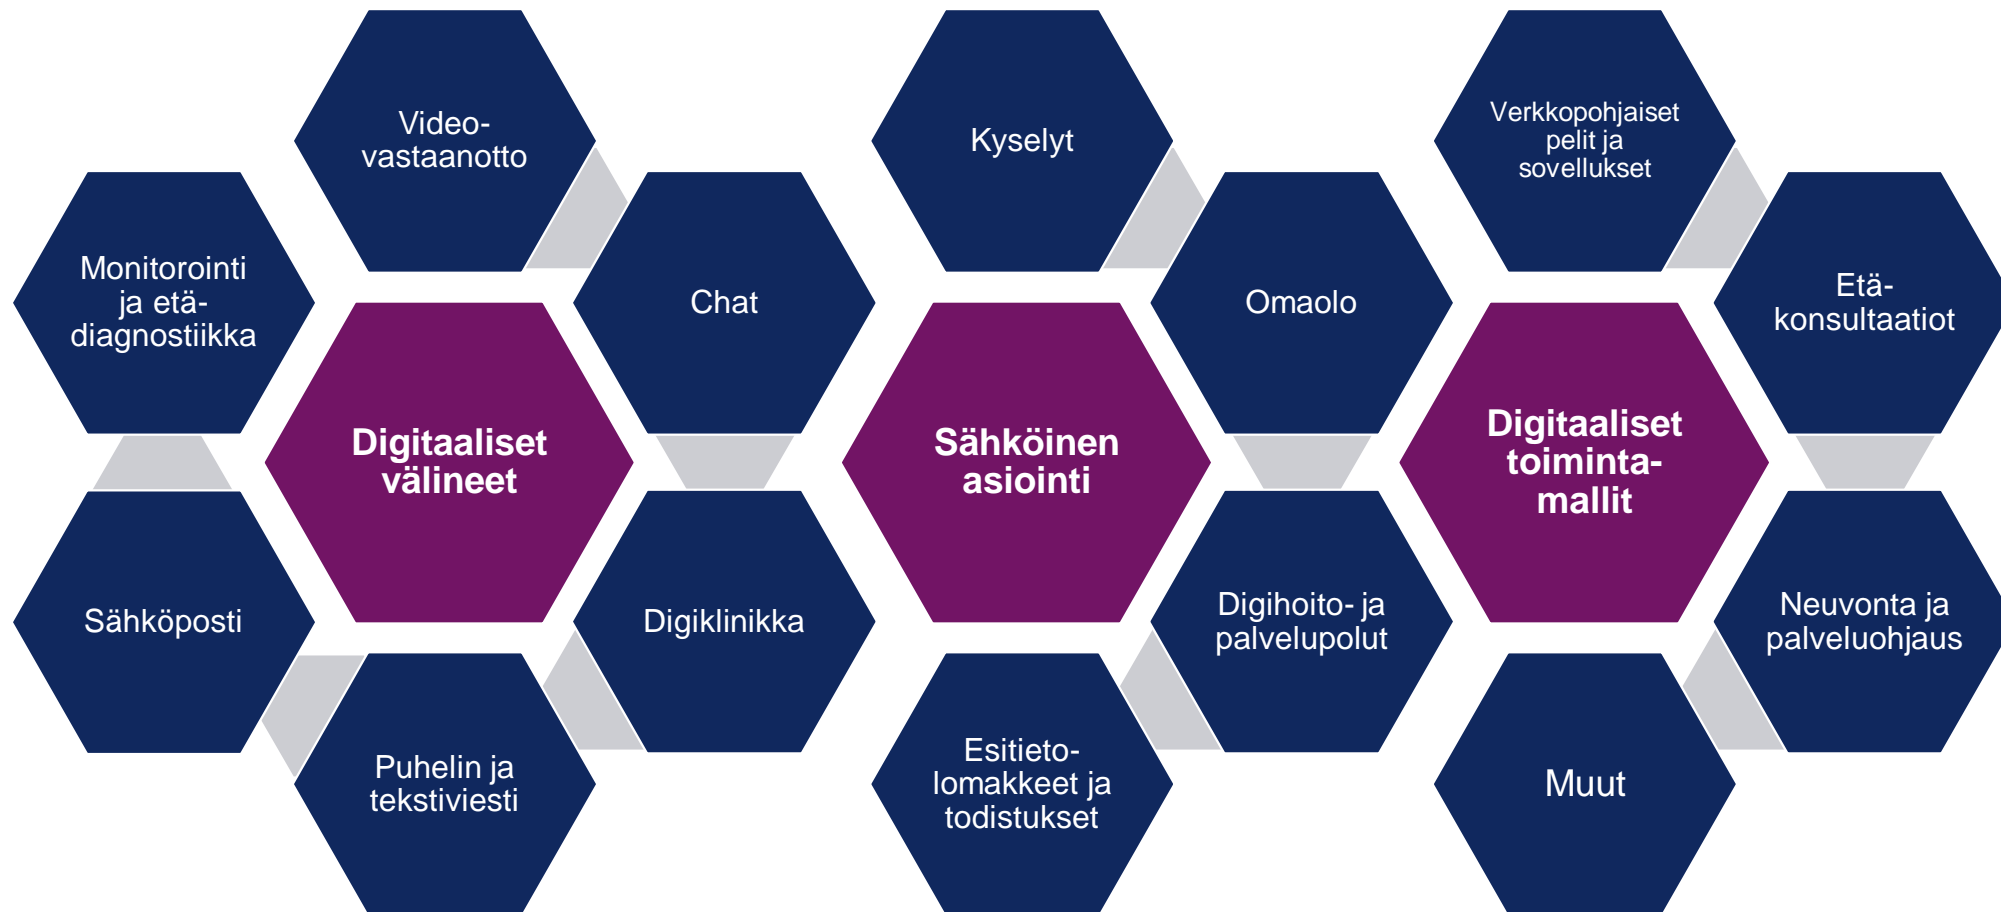 Video-
vastaanotto
Monitorointi
ja etä-
diagnostiikka
Chat
Digitaaliset
välineet
Sähköposti
Digiklinikka
Puhelin ja
tekstiviesti
Kyselyt
Omaolo
Sähköinen
asiointi
Digihoito- ja
palvelupolut
Esitieto-
lomakkeet ja
todistukset
Verkkopohjaiset
pelit ja
sovellukset
Etä-
konsultaatiot
Digitaaliset
toiminta-
mallit
Neuvonta ja
palveluohjaus
Muut